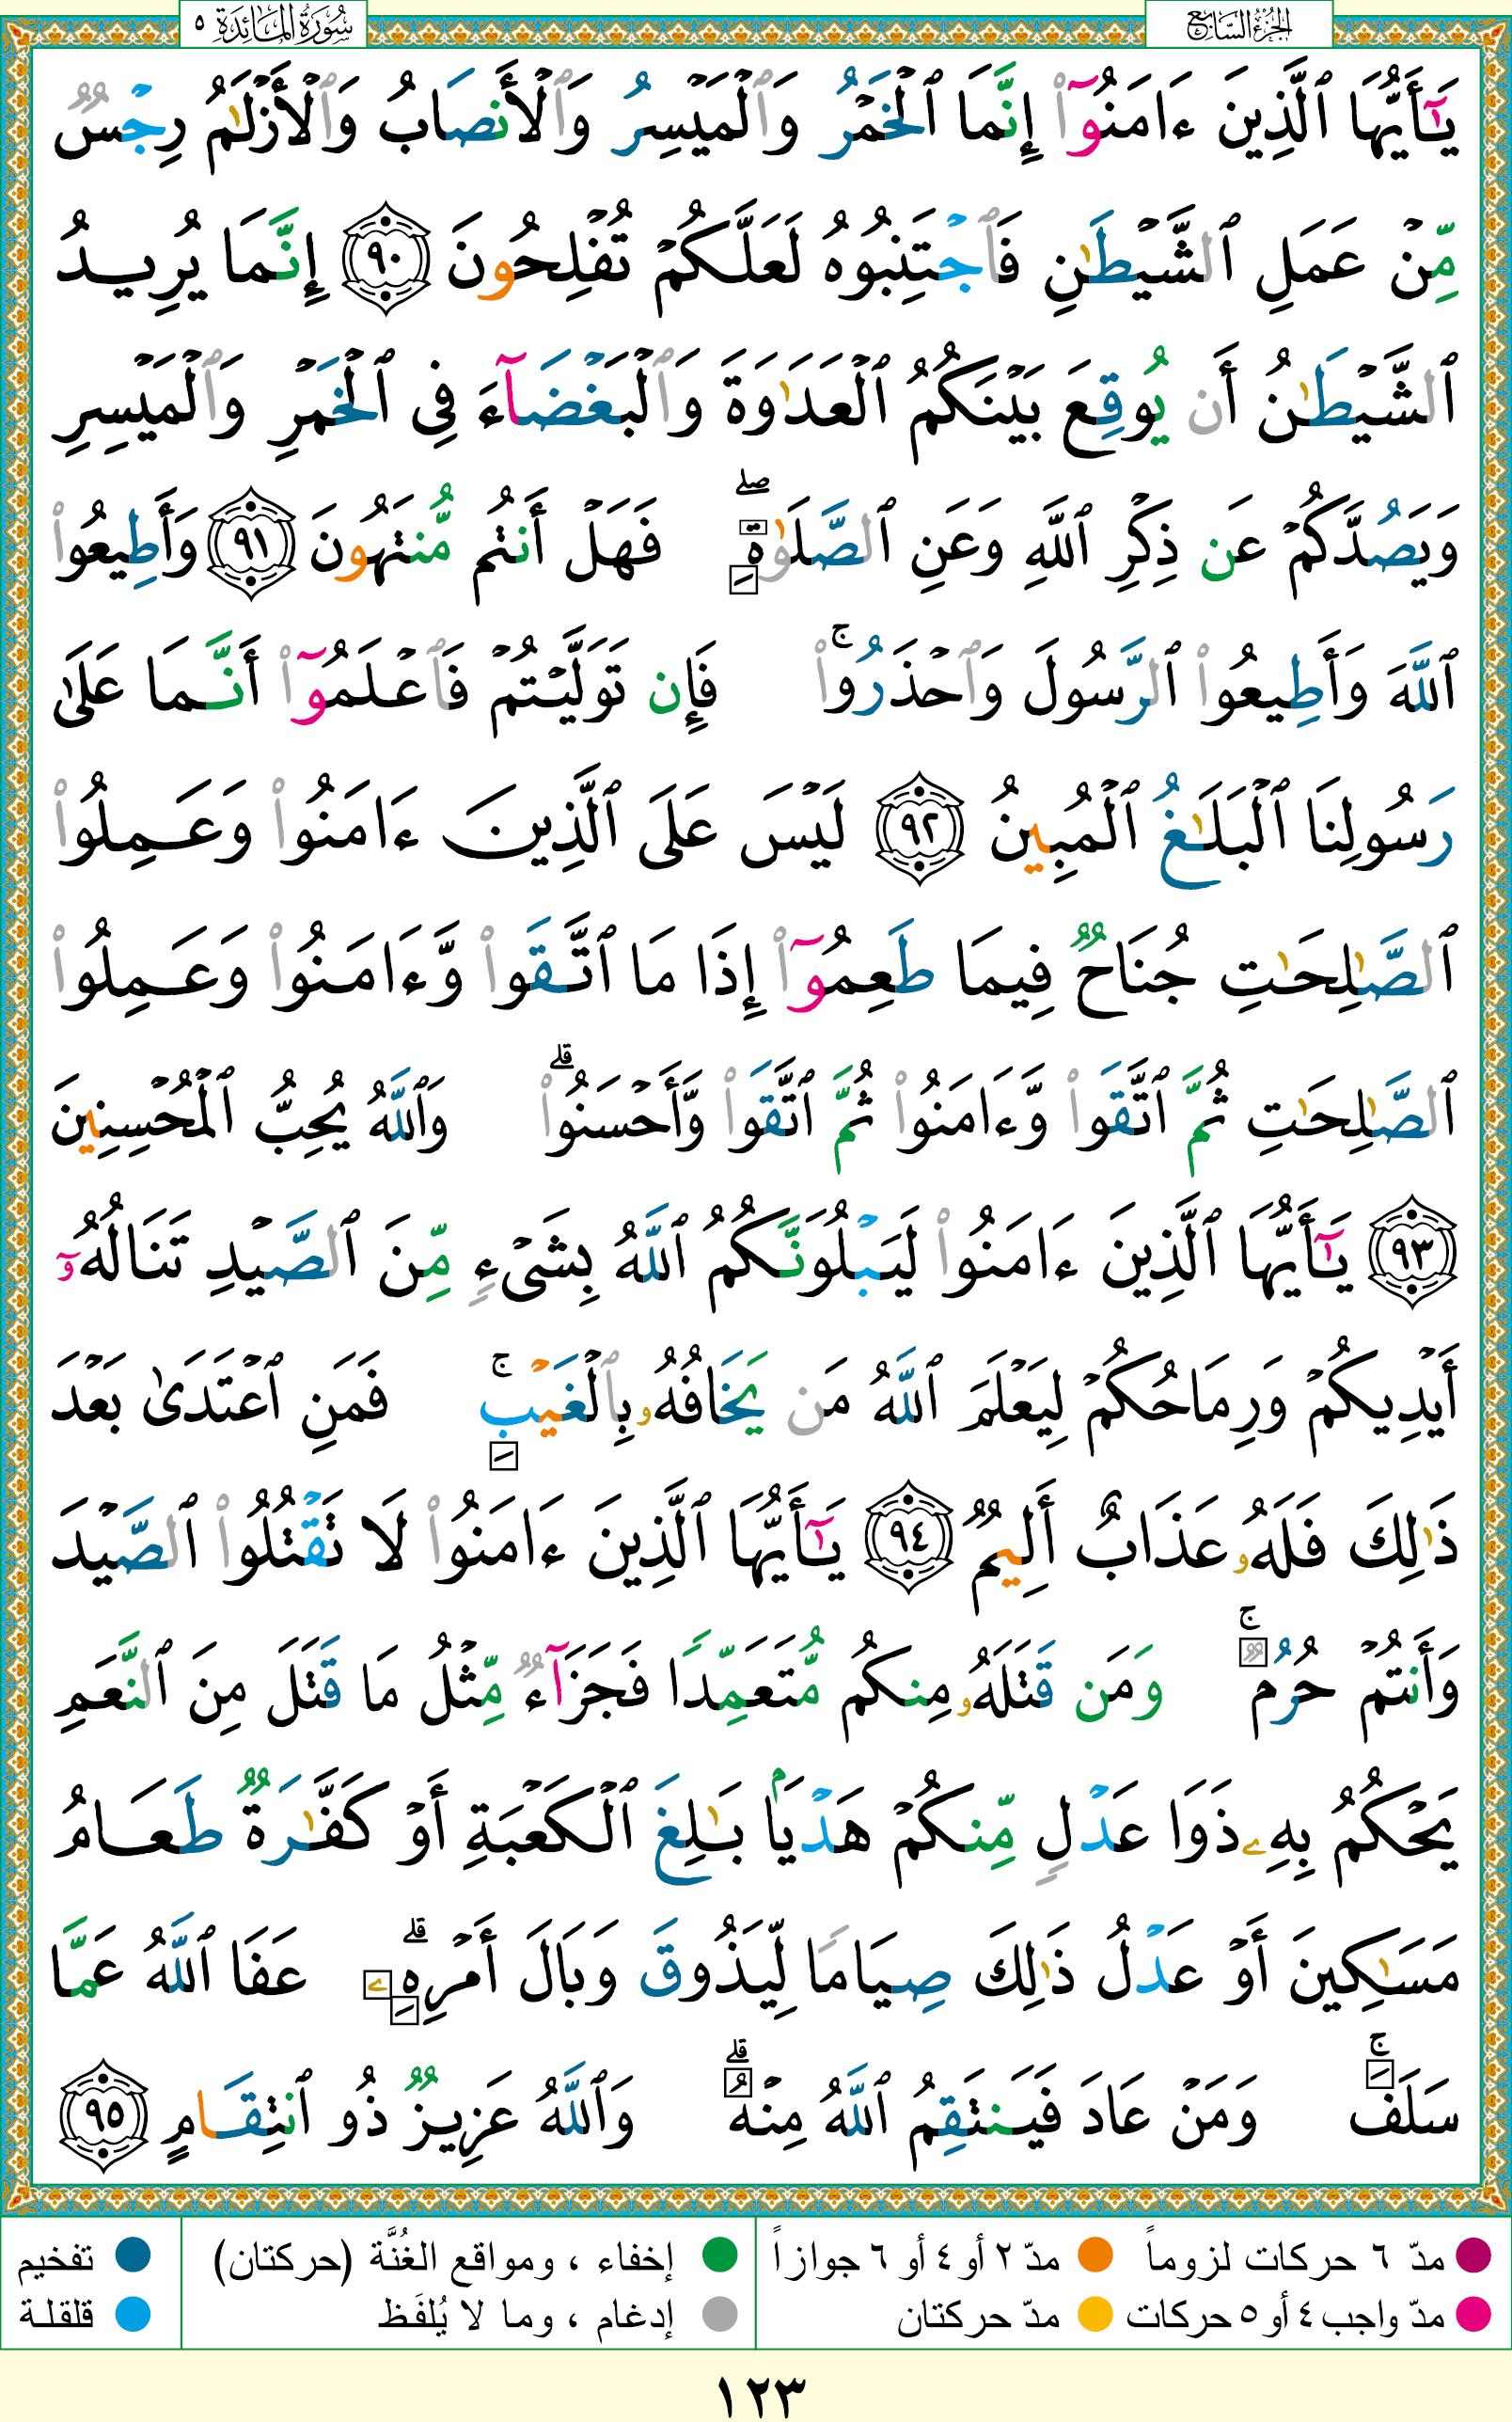 الجزء السابع
سورة المائدة ٥
يَـٰٓأَيُّهَا ٱلَّذِينَ ءَامَنُوٓا۟ إِنَّمَا ٱلْخَمْرُ وَٱلْمَيْسِرُ وَٱلْأَنصَابُ وَٱلْأَزْلَـٰمُ رِجْسٌ
مِّنْ عَمَلِ ٱلشَّيْطَـٰنِ فَٱجْتَنِبُوهُ لَعَلَّكُمْ تُفْلِحُونَ ٩٠ إِنَّمَا يُرِيدُ
ٱلشَّيْطَـٰنُ أَن يُوقِعَ بَيْنَكُمُ ٱلْعَدَٰوَةَ وَٱلْبَغْضَآءَ فِى ٱلْخَمْرِ وَٱلْمَيْسِرِ
وَيَصُدَّكُمْ عَن ذِكْرِ ٱللَّهِ وَعَنِ ٱلصَّلَوٰةِ ۖ فَهَلْ أَنتُم مُّنتَهُونَ ٩١ وَأَطِيعُوا۟
ٱللَّهَ وَأَطِيعُوا۟ ٱلرَّسُولَ وَٱحْذَرُوا۟ ۚ فَإِن تَوَلَّيْتُمْ فَٱعْلَمُوٓا۟ أَنَّمَا عَلَىٰ
رَسُولِنَا ٱلْبَلَـٰغُ ٱلْمُبِينُ ٩٢ لَيْسَ عَلَى ٱلَّذِينَ ءَامَنُوا۟ وَعَمِلُوا۟
ٱلصَّـٰلِحَـٰتِ جُنَاحٌ فِيمَا طَعِمُوٓا۟ إِذَا مَا ٱتَّقَوا۟ وَّءَامَنُوا۟ وَعَمِلُوا۟
ٱلصَّـٰلِحَـٰتِ ثُمَّ ٱتَّقَوا۟ وَّءَامَنُوا۟ ثُمَّ ٱتَّقَوا۟ وَّأَحْسَنُوا۟ ۗ وَٱللَّهُ يُحِبُّ ٱلْمُحْسِنِينَ
٩٣ يَـٰٓأَيُّهَا ٱلَّذِينَ ءَامَنُوا۟ لَيَبْلُوَنَّكُمُ ٱللَّهُ بِشَىْءٍ مِّنَ ٱلصَّيْدِ تَنَالُهُۥٓ
أَيْدِيكُمْ وَرِمَاحُكُمْ لِيَعْلَمَ ٱللَّهُ مَن يَخَافُهُۥ بِٱلْغَيْبِ ۚ فَمَنِ ٱعْتَدَىٰ بَعْدَ
ذَٰلِكَ فَلَهُۥ عَذَابٌ أَلِيمٌ ٩٤ يَـٰٓأَيُّهَا ٱلَّذِينَ ءَامَنُوا۟ لَا تَقْتُلُوا۟ ٱلصَّيْدَ
وَأَنتُمْ حُرُمٌ ۚ وَمَن قَتَلَهُۥ مِنكُم مُّتَعَمِّدًا فَجَزَآءٌ مِّثْلُ مَا قَتَلَ مِنَ ٱلنَّعَمِ
يَحْكُمُ بِهِۦ ذَوَا عَدْلٍ مِّنكُمْ هَدْيًۢا بَـٰلِغَ ٱلْكَعْبَةِ أَوْ كَفَّـٰرَةٌ طَعَامُ
مَسَـٰكِينَ أَوْ عَدْلُ ذَٰلِكَ صِيَامًا لِّيَذُوقَ وَبَالَ أَمْرِهِۦ ۗ عَفَا ٱللَّهُ عَمَّا
سَلَفَ ۚ وَمَنْ عَادَ فَيَنتَقِمُ ٱللَّهُ مِنْهُ ۗ وَٱللَّهُ عَزِيزٌ ذُو ٱنتِقَامٍ ٩٥
مدّ ٦ حركات لزوماً مدّ ٢ أو ٤ أو ٦ جوازاً إخفاء ، ومواقع الغُنَّة (حركتان) تفخيم
مدّ واجب ٤ أو ٥ حركات مدّ حركتان إدغام ، وما لا يُلفَظ قلقلة
١٢٣